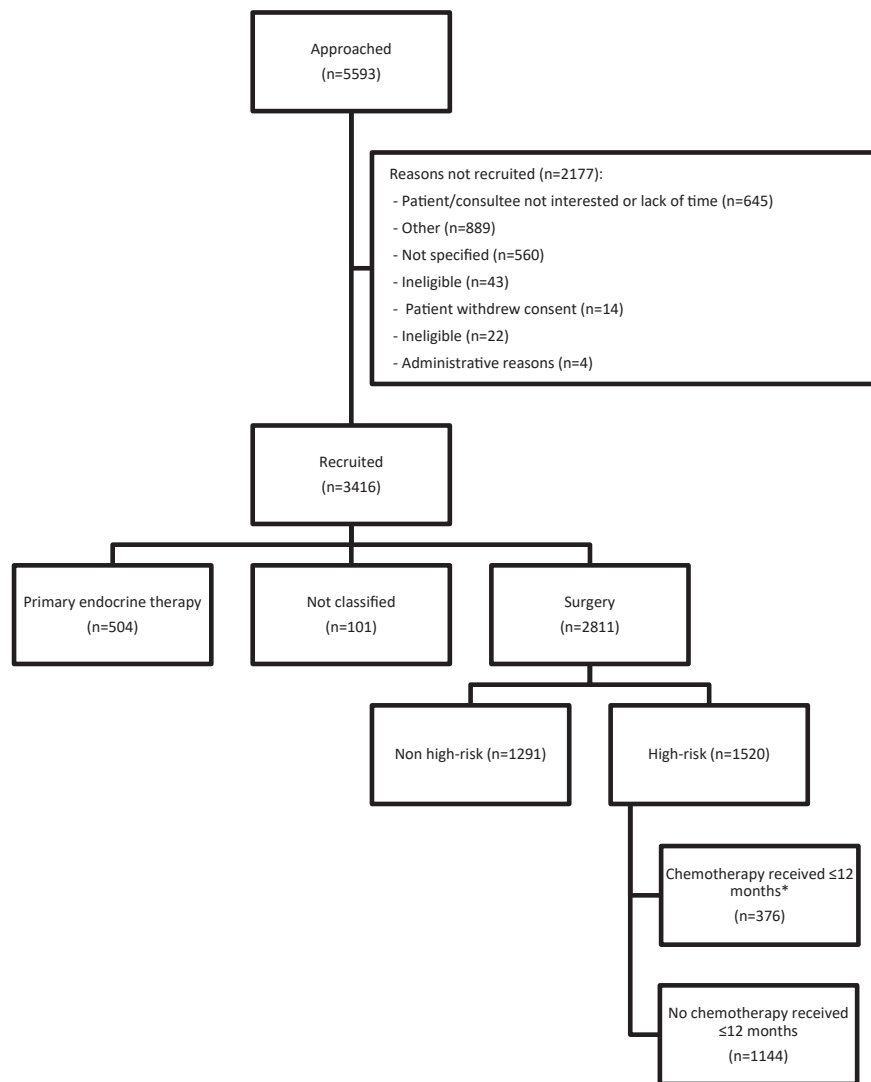 Approached
(n=5593)
Reasons not recruited (n=2177):
- Patient/consultee not interested or lack of time (n=645)
- Other (n=889)
- Not specified (n=560)
- Ineligible (n=43)
- Patient withdrew consent (n=14)
- Ineligible (n=22)
- Administrative reasons (n=4)
Recruited
(n=3416)
Primary endocrine therapy
(n=504)
Not classified
(n=101)
Surgery
(n=2811)
Non high-risk (n=1291)
High-risk (n=1520)
Chemotherapy received ≤12
months*
(n=376)
No chemotherapy received
≤12 months
(n=1144)